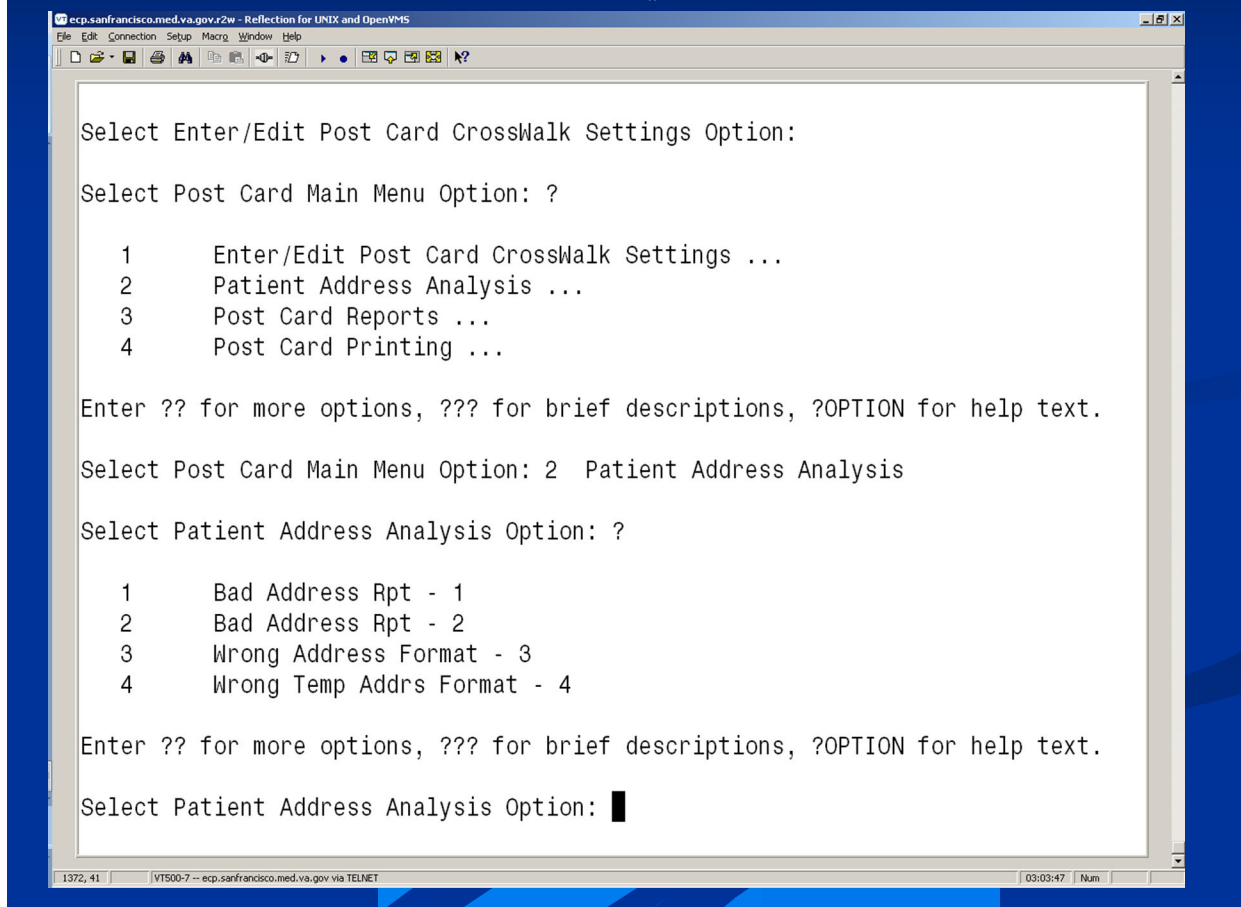 ecp.sanfrancisco.med.va.gov.r2w - Reflection for UNIX and OpenVMS
File Edit Connection Setup Macro Window Help
Select Enter/Edit Post Card CrossWalk Settings Option:
Select Post Card Main Menu Option: ?
1 Enter/Edit Post Card CrossWalk Settings ...
2 Patient Address Analysis ...
3 Post Card Reports ...
4 Post Card Printing ...
Enter ?? for more options, ??? for brief descriptions, ?OPTION for help text.
Select Post Card Main Menu Option: 2 Patient Address Analysis
Select Patient Address Analysis Option: ?
1 Bad Address Rpt - 1
2 Bad Address Rpt - 2
3 Wrong Address Format - 3
4 Wrong Temp Addrs Format - 4
Enter ?? for more options, ??? for brief descriptions, ?OPTION for help text.
Select Patient Address Analysis Option:
1372, 41 VT500-7 -- ecp.sanfrancisco.med.va.gov via TELNET 03:03:47 Num